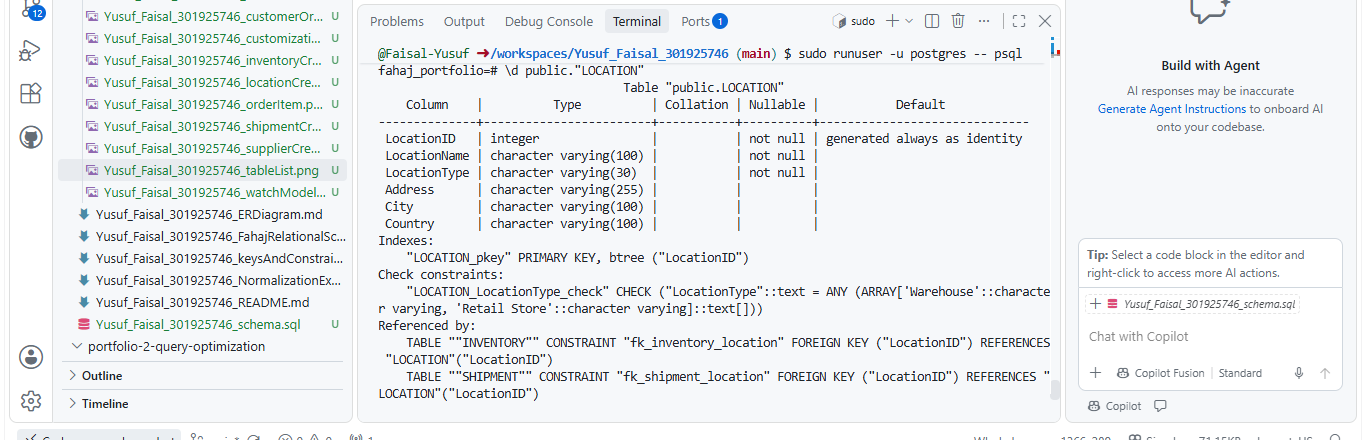 Yusuf_Faisal_301925746_customerOr...
U
Yusuf_Faisal_301925746_customizati...
U
Yusuf_Faisal_301925746_inventoryCr...
U
Yusuf_Faisal_301925746_locationCre...
U
Yusuf_Faisal_301925746_orderItem.p...
U
Yusuf_Faisal_301925746_shipmentCr...
U
Yusuf_Faisal_301925746_supplierCre...
U
Yusuf_Faisal_301925746_tableList.png
U
Yusuf_Faisal_301925746_watchModel...
U
Yusuf_Faisal_301925746_ERDiagram.md
Yusuf_Faisal_301925746_FahajRelationalSc...
Yusuf_Faisal_301925746_keysAndConstrai...
Yusuf_Faisal_301925746_NormalizationEx...
Yusuf_Faisal_301925746_README.md
Yusuf_Faisal_301925746_schema.sql
U
portfolio-2-query-optimization
Outline
Timeline
12
Problems Output Debug Console Terminal Ports 1
sudo
@Faisal-Yusuf ➜/workspaces/Yusuf_Faisal_301925746 (main) $ sudo runuser -u postgres -- psql
fahaj_portfolio=# \d public."LOCATION"
Table "public.LOCATION"
Column | Type | Collation | Nullable | Default
------------+------------------------+-----------+----------+------------------------------
LocationID | integer | | not null | generated always as identity
LocationName | character varying(100) | | not null |
LocationType | character varying(30) | | not null |
Address | character varying(255) | | |
City | character varying(100) | | |
Country | character varying(100) | | |
Indexes:
"LOCATION_pkey" PRIMARY KEY, btree ("LocationID")
Check constraints:
"LOCATION_LocationType_check" CHECK ("LocationType"::text = ANY (ARRAY['Warehouse'::characte
r varying, 'Retail Store'::character varying]::text[]))
Referenced by:
TABLE ""INVENTORY"" CONSTRAINT "fk_inventory_location" FOREIGN KEY ("LocationID") REFERENCES
"LOCATION"("LocationID")
TABLE ""SHIPMENT"" CONSTRAINT "fk_shipment_location" FOREIGN KEY ("LocationID") REFERENCES "
LOCATION"("LocationID")
Build with Agent
AI responses may be inaccurate
Generate Agent Instructions to onboard AI
onto your codebase.
Tip: Select a code block in the editor and
right-click to access more AI actions.
Yusuf_Faisal_301925746_schema.sql
Chat with Copilot
Copilot Fusion | Standard
Copilot